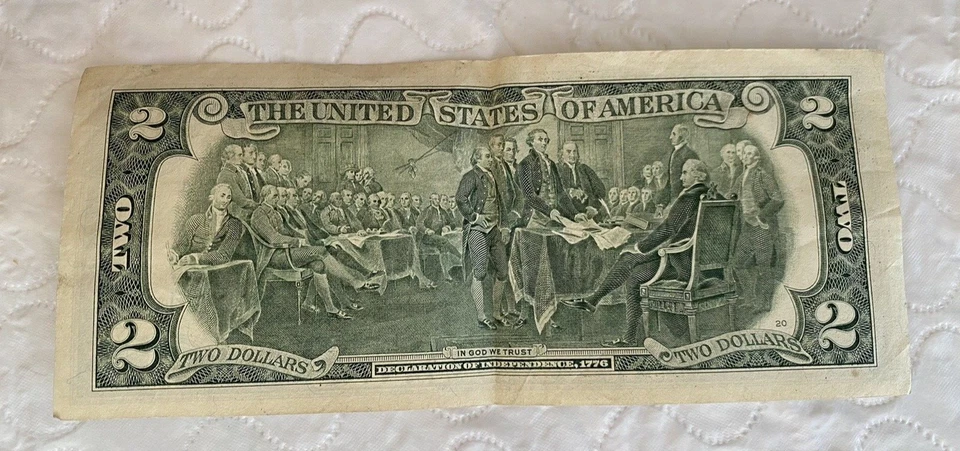 2 THE UNITED STATES OF AMERICA 2
TWO
TWO
20
2 TWO DOLLARS IN GOD WE TRUST TWO DOLLARS 2
DECLARATION OF INDEPENDENCE, 1776